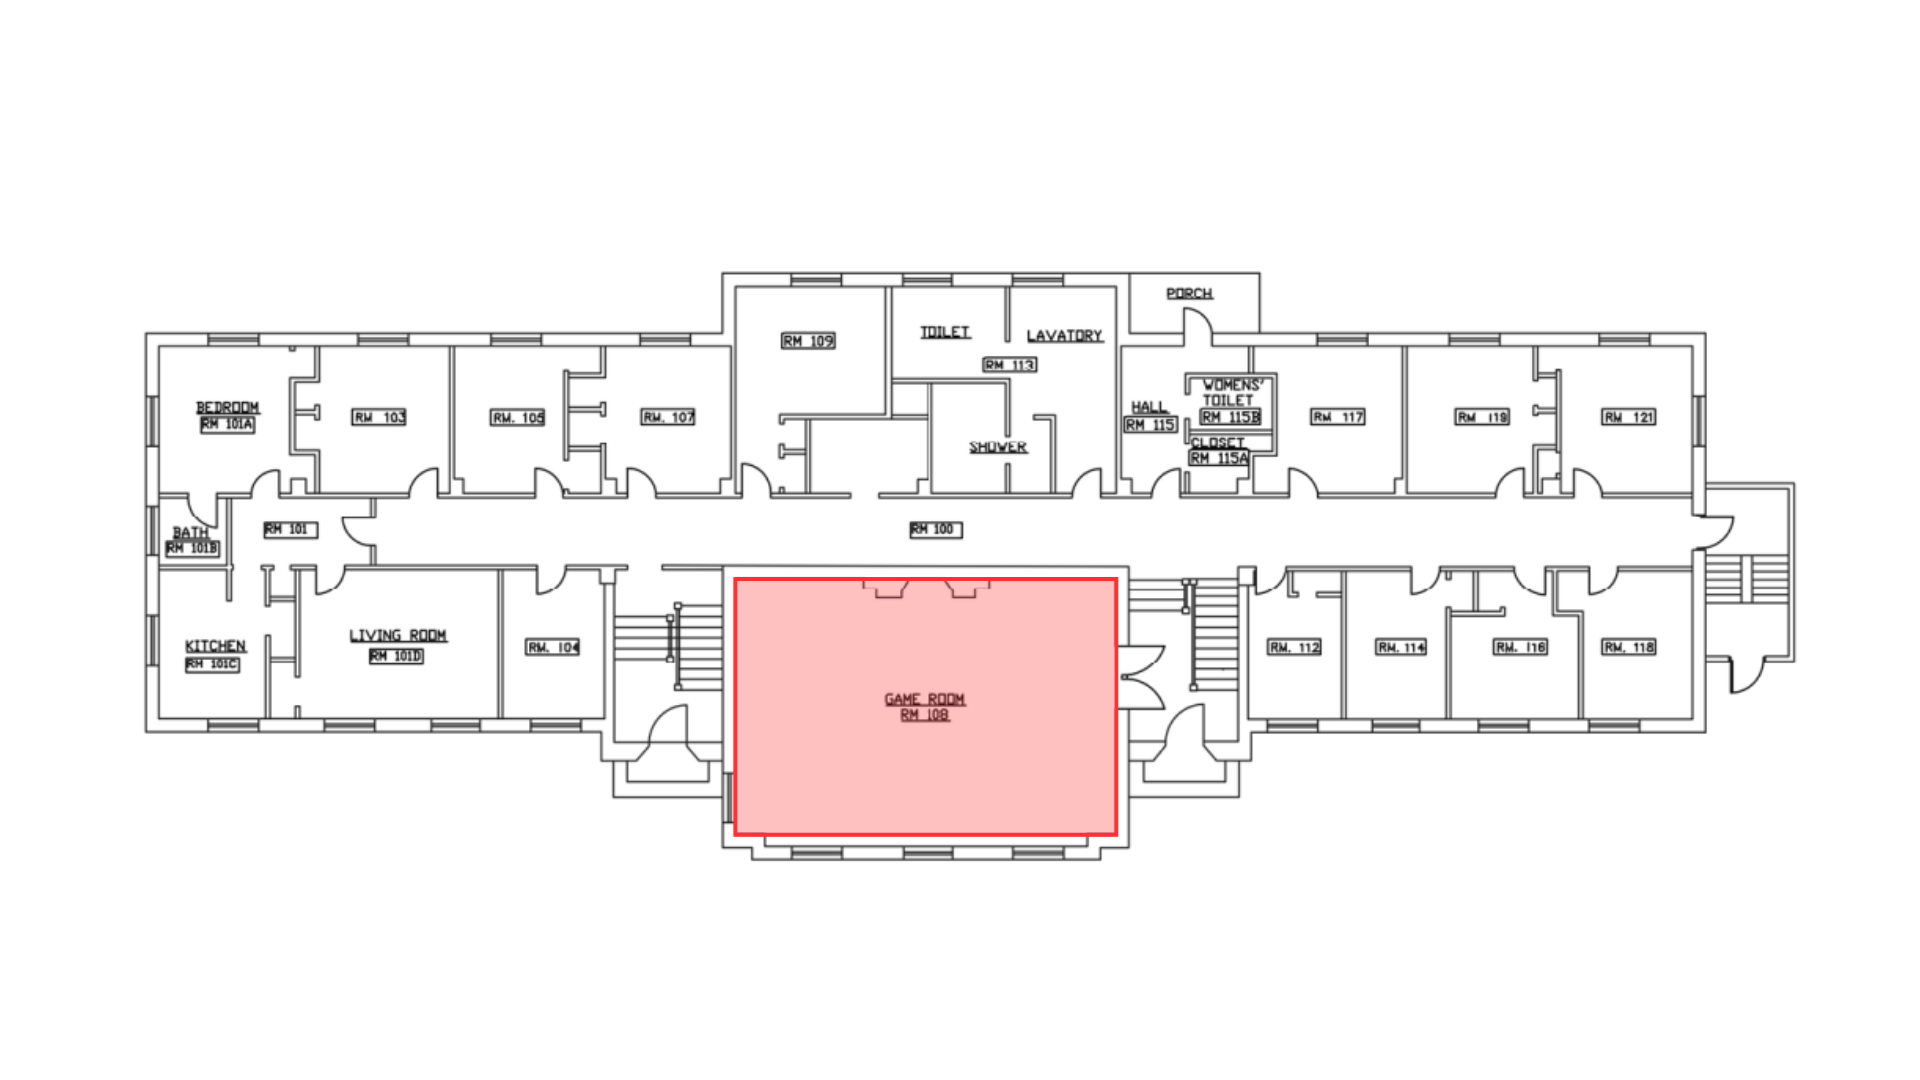 PORCH
TOILET
LAVATORY
RM 109
RM 113
WOMENS'
TOILET
RM 115B
BEDROOM
RM 101A
RM 103
RM. 105
RM. 107
HALL
RM 115
RM 117
RM 119
RM 121
SHOWER
CLOSET
RM 115A
BATH
RM 101B
RM 101
RM 100
KITCHEN
RM 101C
LIVING ROOM
RM 101D
RM. 104
RM. 112
RM. 114
RM. 116
RM. 118
GAME ROOM
RM 108